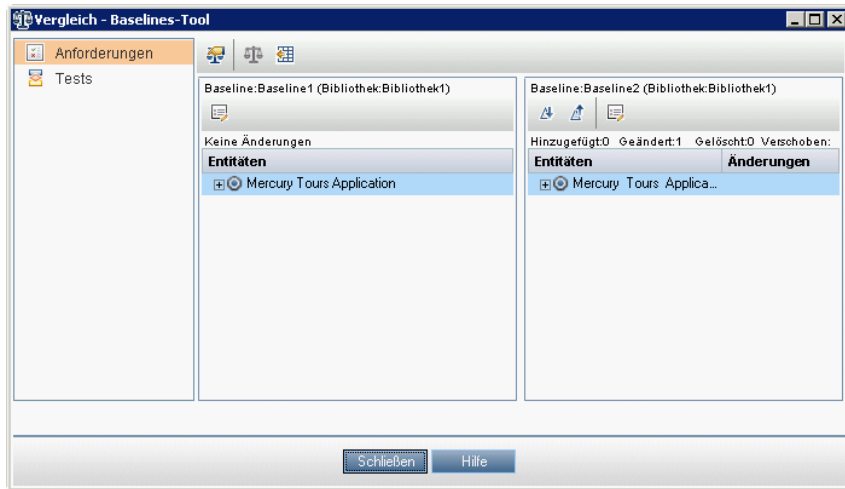 Vergleich - Baselines-Tool
Anforderungen
Tests
Baseline:Baseline1 (Bibliothek:Bibliothek1)
Keine Änderungen
Entitäten
Mercury Tours Application
Baseline:Baseline2 (Bibliothek:Bibliothek1)
Hinzugefügt:0 Geändert:1 Gelöscht:0 Verschoben:
Entitäten Änderungen
Mercury Tours Applica...
Schließen Hilfe